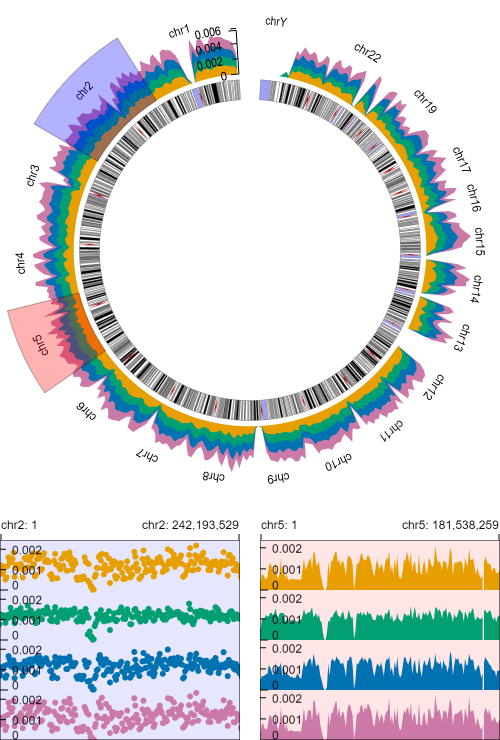 chrY
chr1
0.006
0.004
0.002
0
chr22
chr19
chr17
chr16
chr15
chr14
chr13
chr12
chr11
chr10
chr9
chr8
chr7
chr6
chr5
chr4
chr3
chr2
chr2: 1 chr2: 242,193,529
0.002
0.001
0
0.002
0.001
0
0.002
0.001
0
0.002
0.001
0
chr5: 1 chr5: 181,538,259
0.002
0.001
0
0.002
0.001
0
0.002
0.001
0
0.002
0.001
0